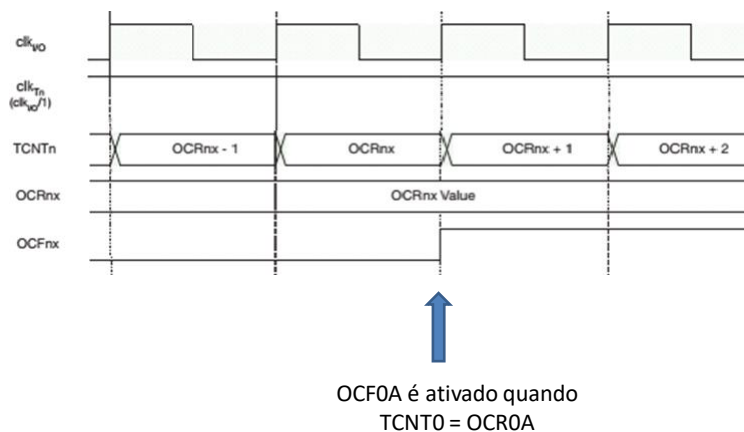 clkI/O
clkTn
(clkI/O/1)
TCNTn
OCRnx - 1
OCRnx
OCRnx + 1
OCRnx + 2
OCRnx
OCRnx Value
OCFnx
OCF0A é ativado quando
TCNT0 = OCR0A